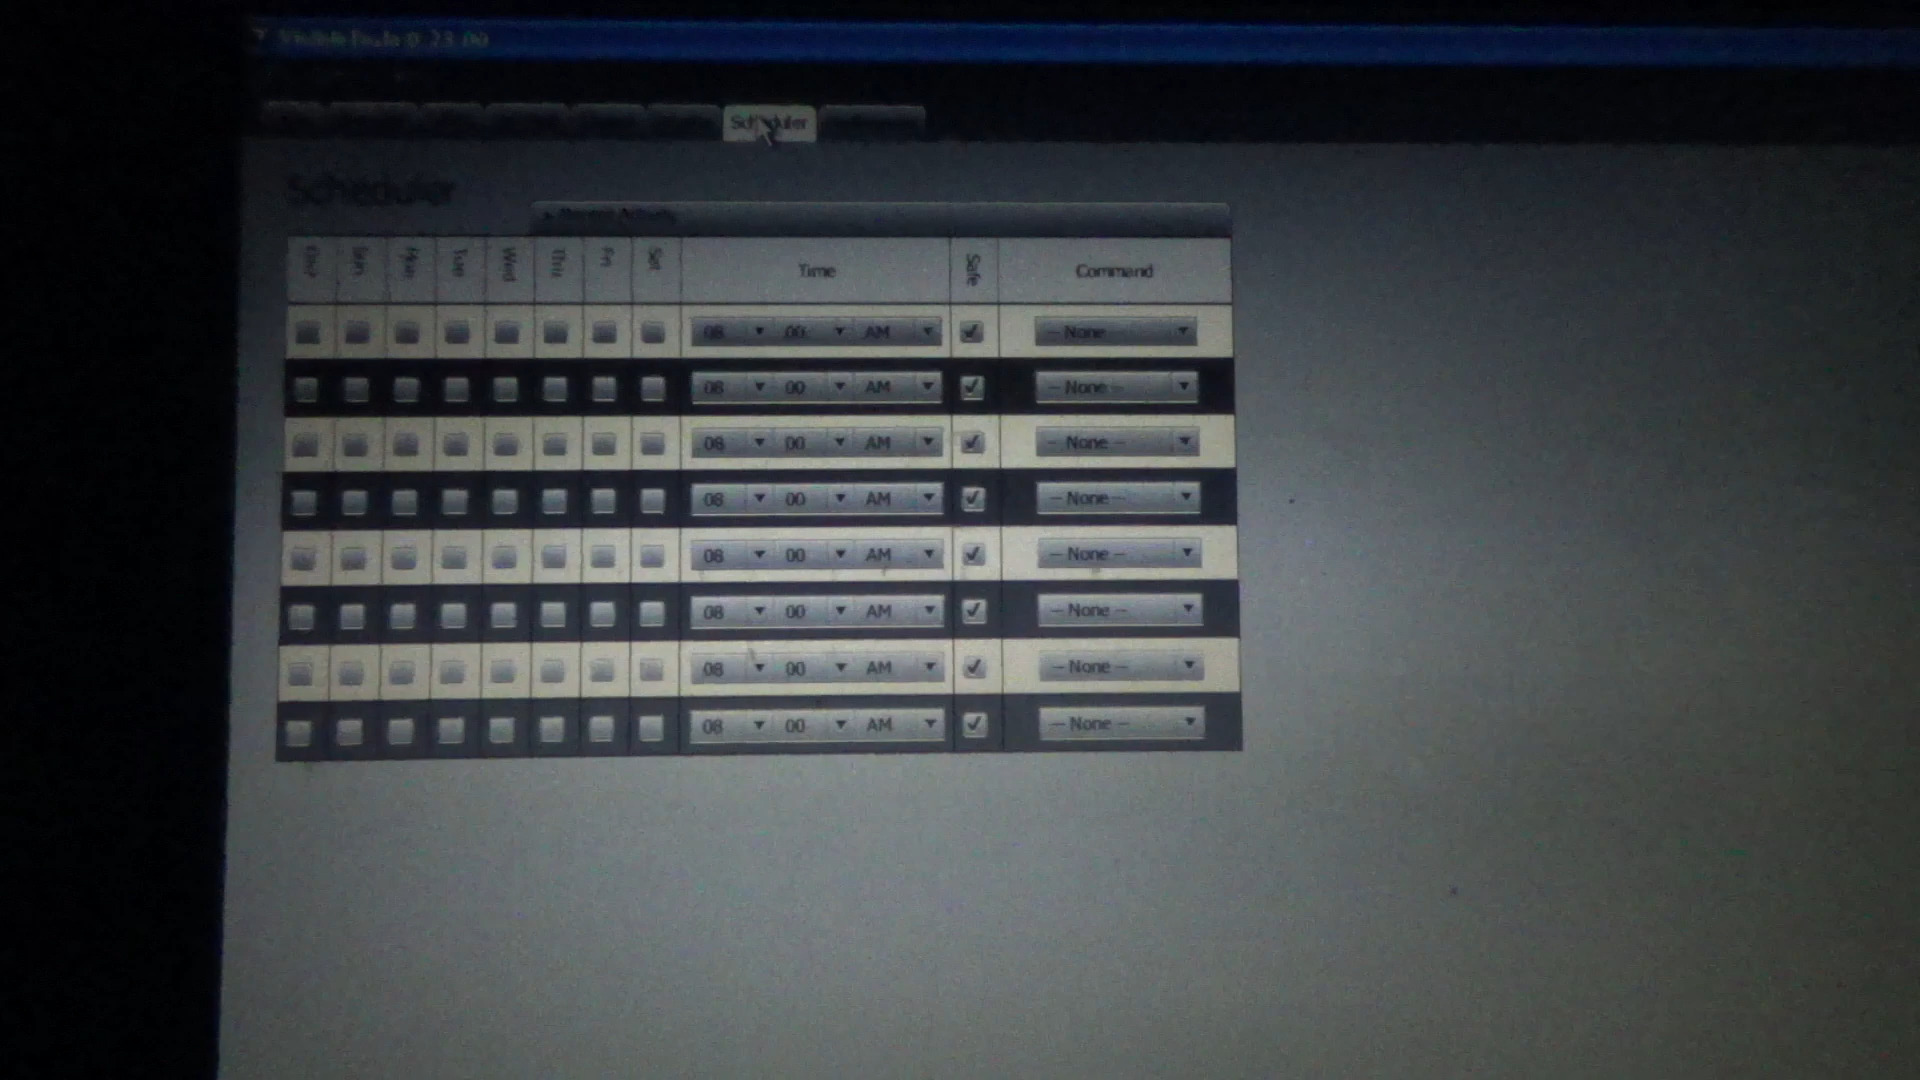 Scheduler
Scheduler
Sun Mon Tue Wed Thu Fri Sat Time Safe Command
08 00 AM -- None
08 00 AM -- None --
08 00 AM -- None --
08 00 AM -- None --
08 00 AM -- None --
08 00 AM -- None --
08 00 AM -- None --
08 00 AM -- None --